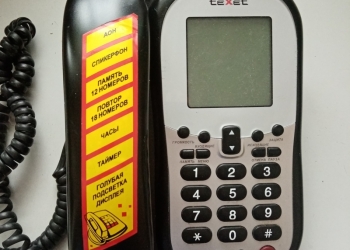 teXet
АОН
СПИКЕРФОН
ПАМЯТЬ
12 НОМЕРОВ
ПОВТОР
16 НОМЕРОВ
ЧАСЫ
ТАЙМЕР
ГОЛУБАЯ
ПОДСВЕТКА
ДИСПЛЕЯ
1 2 3
4 5 6
7 8 9
* 0 #